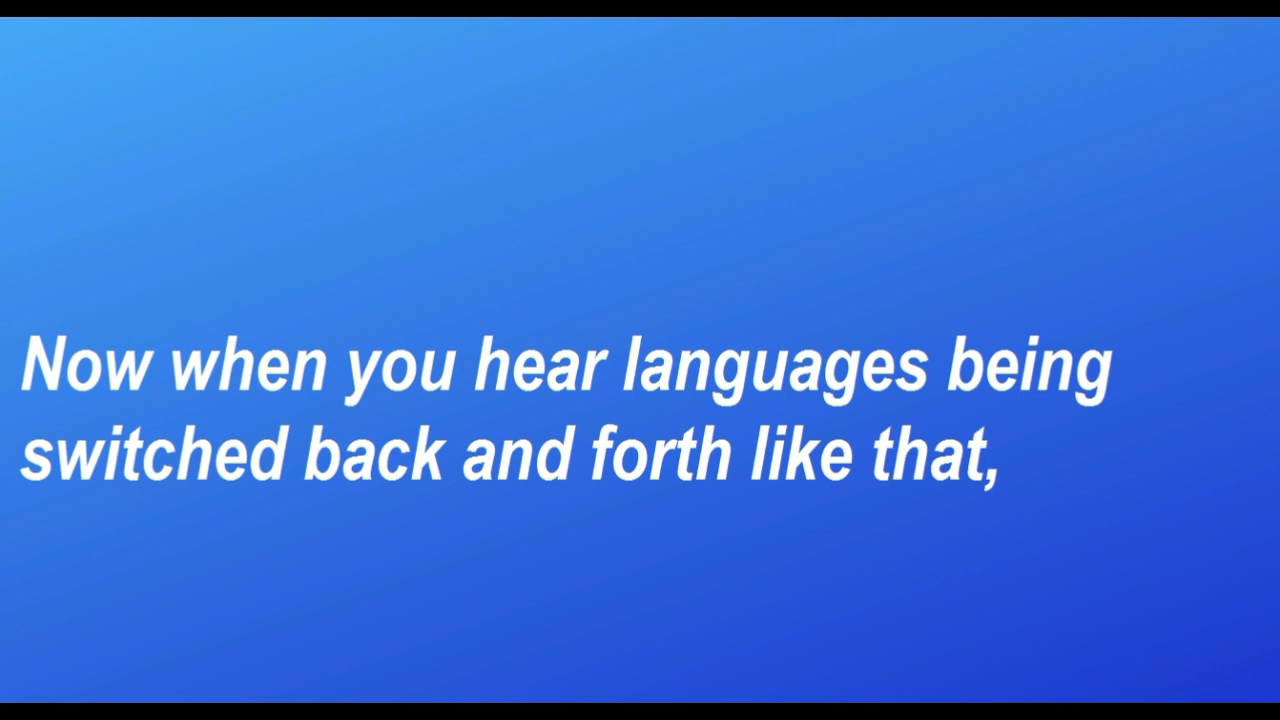 Now when you hear languages being
switched back and forth like that,